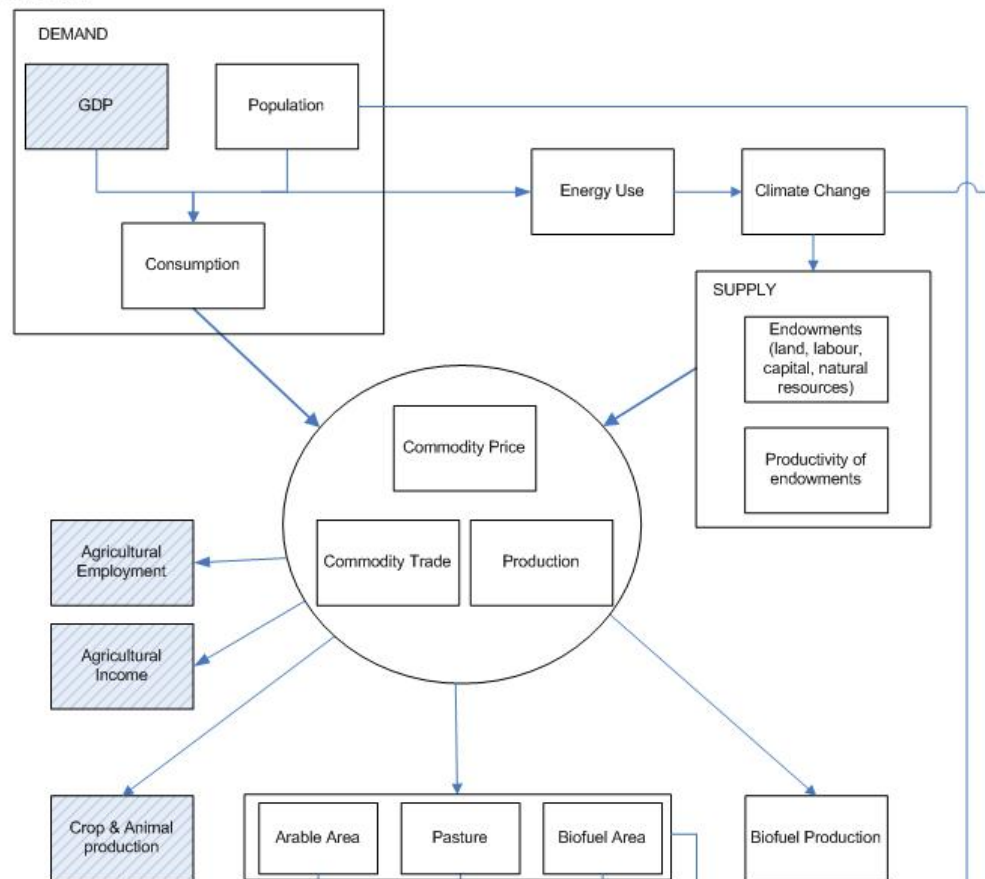 DEMAND
GDP
Population
Energy Use
Climate Change
Consumption
SUPPLY
Endowments
(land, labour,
capital, natural
resources)
Commodity Price
Productivity of
endowments
Agricultural
Employment
Commodity Trade
Production
Agricultural
Income
Crop & Animal
production
Arable Area
Pasture
Biofuel Area
Biofuel Production